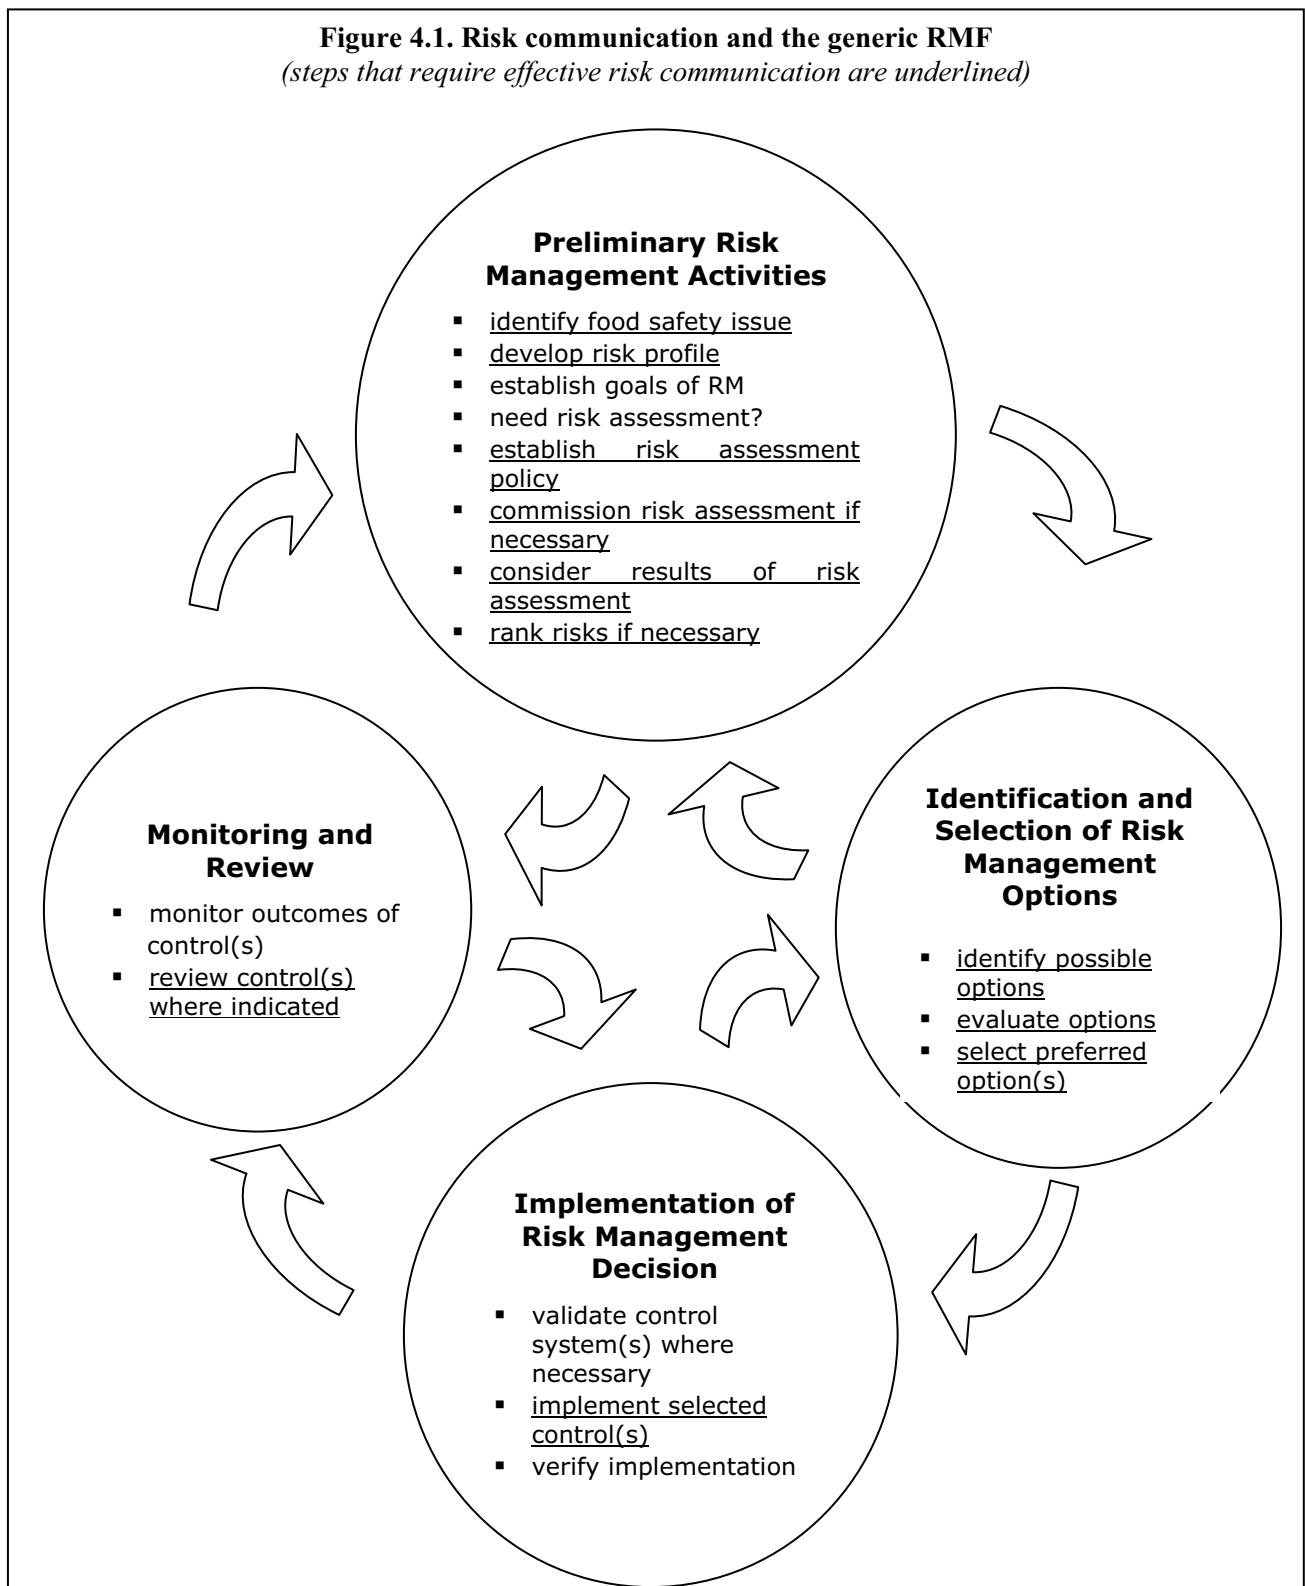 Figure 4.1. Risk communication and the generic RMF
(steps that require effective risk communication are underlined)
Preliminary Risk
Management Activities
▪ identify food safety issue
▪ develop risk profile
▪ establish goals of RM
▪ need risk assessment?
▪ establish risk assessment
policy
▪ commission risk assessment if
necessary
▪ consider results of risk
assessment
▪ rank risks if necessary
Identification and
Selection of Risk
Management
Options
▪ identify possible
options
▪ evaluate options
▪ select preferred
option(s)
Implementation of
Risk Management
Decision
▪ validate control
system(s) where
necessary
▪ implement selected
control(s)
▪ verify implementation
Monitoring and
Review
▪ monitor outcomes of
control(s)
▪ review control(s)
where indicated